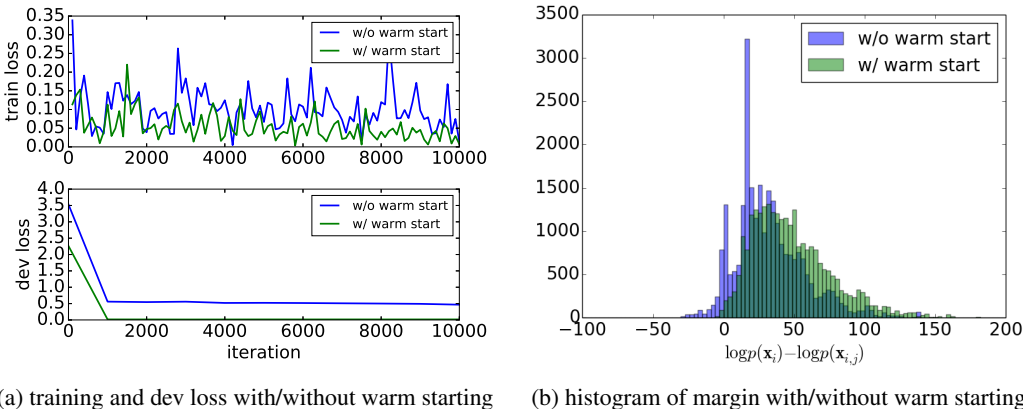 0.35
0.30
0.25
0.20
0.15
0.10
0.05
0.00
train loss
w/o warm start
w/ warm start
0 2000 4000 6000 8000 10000
4.0
3.5
3.0
2.5
2.0
1.5
1.0
0.5
0.0
dev loss
w/o warm start
w/ warm start
0 2000 4000 6000 8000 10000
iteration
(a) training and dev loss with/without warm starting
3500
3000
2500
2000
1500
1000
500
0
w/o warm start
w/ warm start
−100 −50 0 50 100 150 200
logp(x_i)−logp(x_{i,j})
(b) histogram of margin with/without warm starting